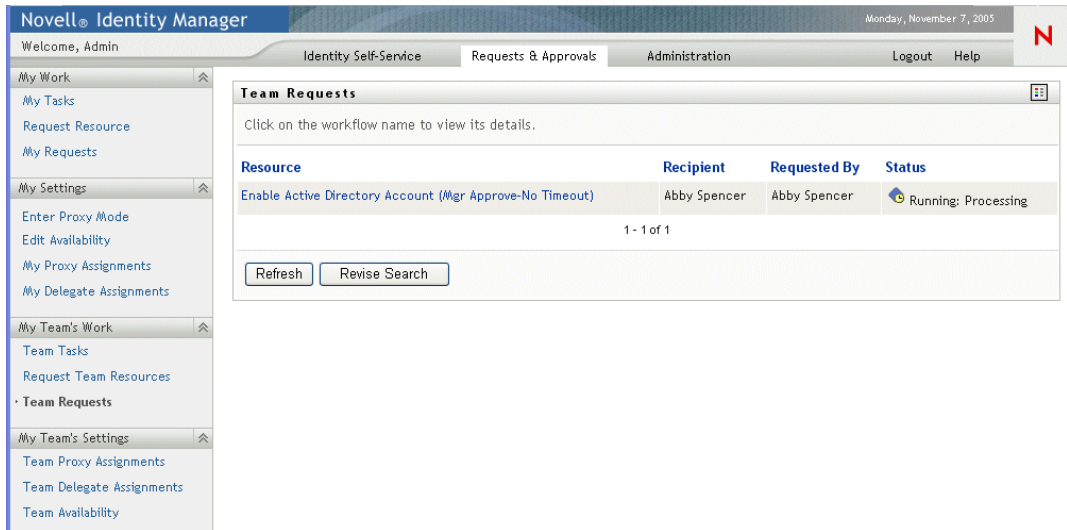 Novell® Identity Manager
Monday, November 7, 2005
N
Welcome, Admin
Identity Self-Service Requests & Approvals Administration Logout Help
My Work
My Tasks
Request Resource
My Requests
My Settings
Enter Proxy Mode
Edit Availability
My Proxy Assignments
My Delegate Assignments
My Team's Work
Team Tasks
Request Team Resources
· Team Requests
My Team's Settings
Team Proxy Assignments
Team Delegate Assignments
Team Availability
Team Requests
Click on the workflow name to view its details.
Resource Recipient Requested By Status
Enable Active Directory Account (Mgr Approve-No Timeout) Abby Spencer Abby Spencer Running: Processing
1 - 1 of 1
Refresh Revise Search